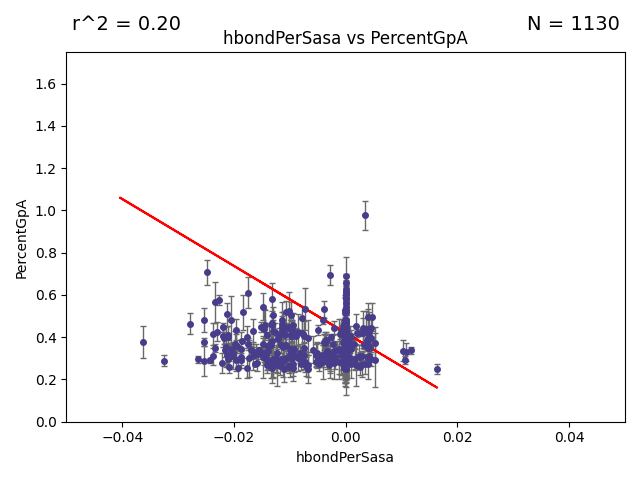 r^2 = 0.20
N = 1130
hbondPerSasa vs PercentGpA
1.6
1.4
1.2
1.0
0.8
0.6
0.4
0.2
0.0
PercentGpA
−0.04
−0.02
0.00
0.02
0.04
hbondPerSasa